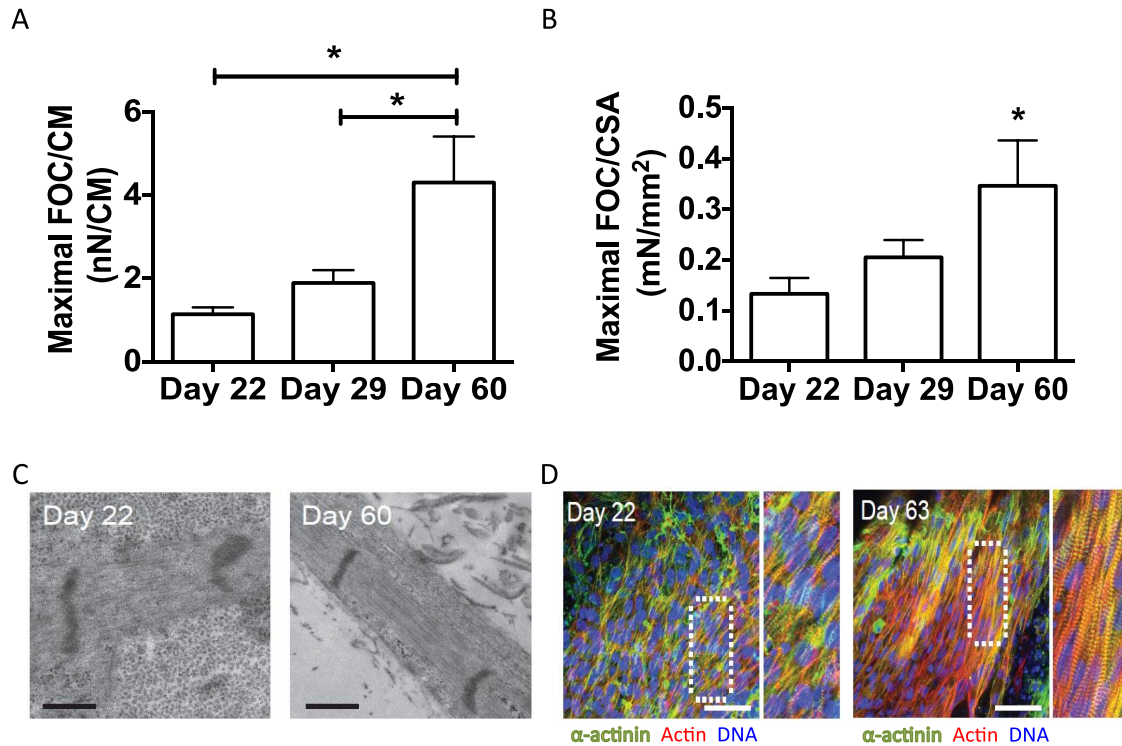 A
Maximal FOC/CM
(nN/CM)
6
4
2
0
*
*
Day 22 Day 29 Day 60
B
Maximal FOC/CSA
(mN/mm²)
0.5
0.4
0.3
0.2
0.1
0.0
*
Day 22 Day 29 Day 60
C
Day 22
Day 60
D
Day 22
Day 63
α-actinin Actin DNA
α-actinin Actin DNA